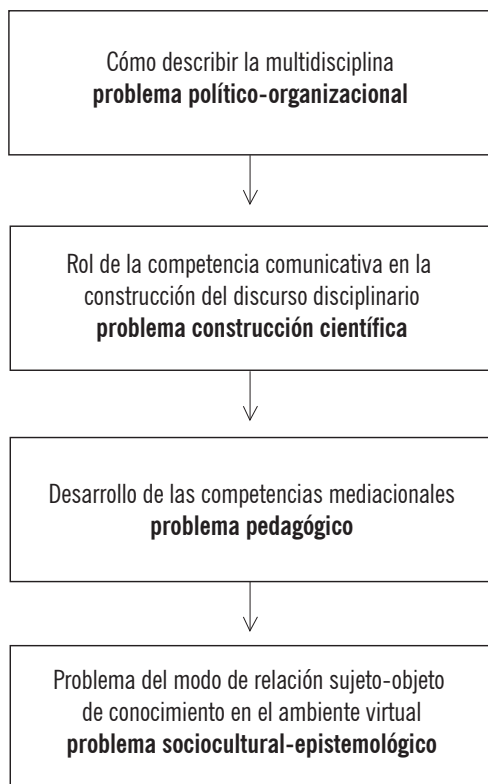 Cómo describir la multidisciplina
problema político-organizacional
Rol de la competencia comunicativa en la
construcción del discurso disciplinario
problema construcción científica
Desarrollo de las competencias mediacionales
problema pedagógico
Problema del modo de relación sujeto-objeto
de conocimiento en el ambiente virtual
problema sociocultural-epistemológico